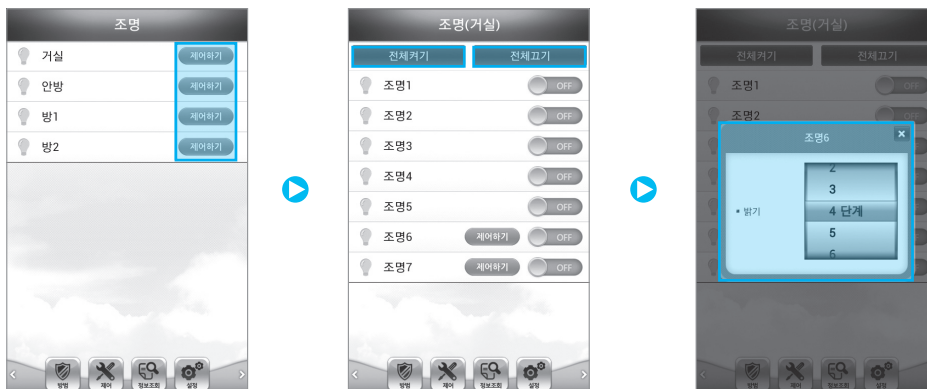 조명
거실 제어하기
안방 제어하기
방1 제어하기
방2 제어하기
방범 제어 정보조회 설정
조명(거실)
전체켜기 전체끄기
조명1 OFF
조명2 OFF
조명3 OFF
조명4 OFF
조명5 OFF
조명6 제어하기 OFF
조명7 제어하기 OFF
방범 제어 정보조회 설정
조명(거실)
전체켜기 전체끄기
조명1 OFF
조명2
조명6
2
3
• 밝기 4 단계
5
6
방범 제어 정보조회 설정